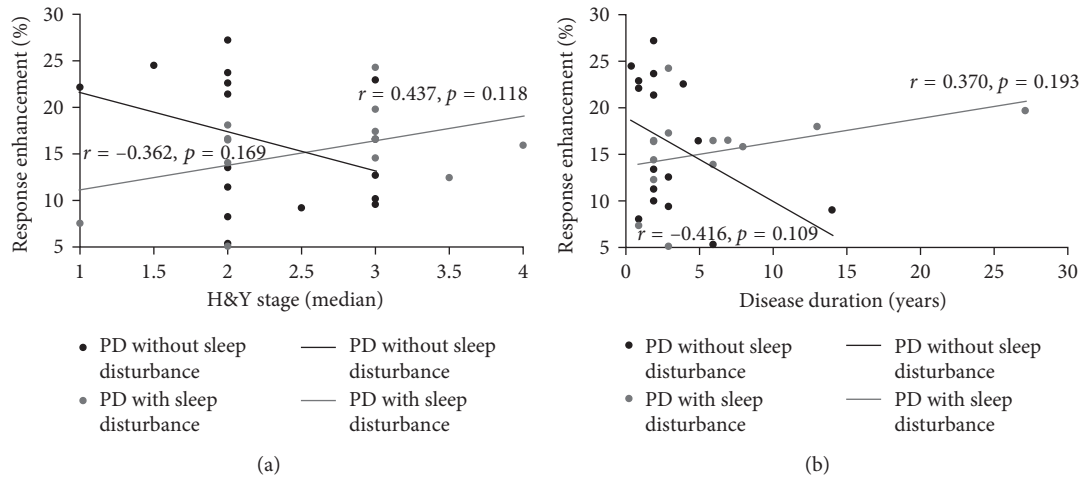 Response enhancement (%)
30
25
20
15
10
5
r = 0.437, p = 0.118
r = –0.362, p = 0.169
1
1.5
2
2.5
3
3.5
4
H&Y stage (median)
PD without sleep
disturbance
PD with sleep
disturbance
PD without sleep
disturbance
PD with sleep
disturbance
(a)
Response enhancement (%)
30
25
20
15
10
5
r = 0.370, p = 0.193
r = –0.416, p = 0.109
0
5
10
15
20
25
30
Disease duration (years)
PD without sleep
disturbance
PD with sleep
disturbance
PD without sleep
disturbance
PD with sleep
disturbance
(b)